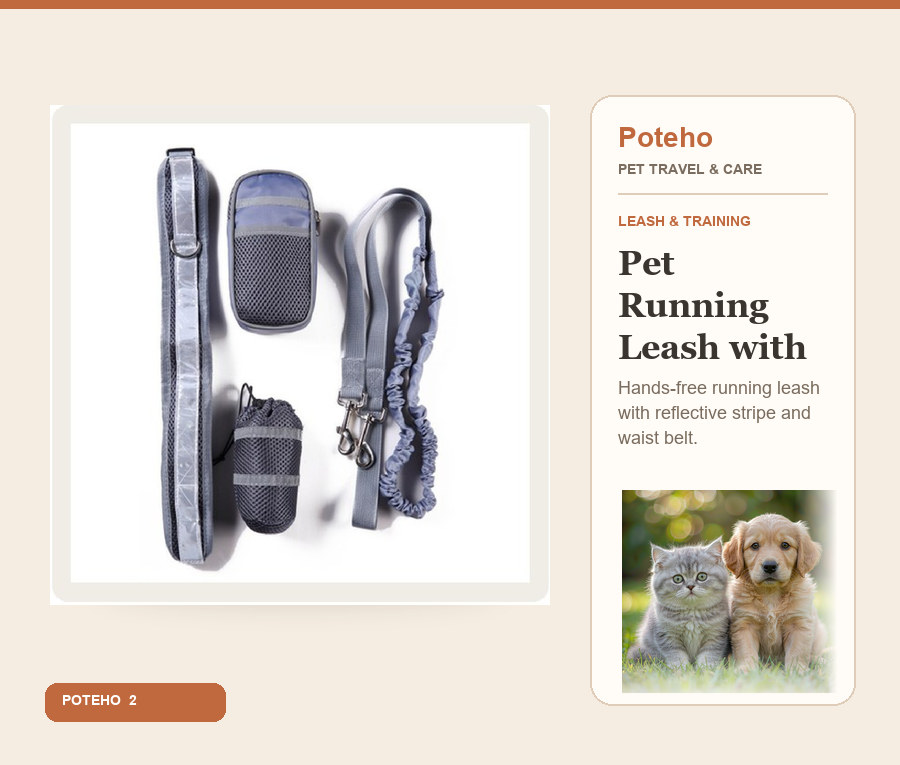 Poteho
PET TRAVEL & CARE
LEASH & TRAINING
Pet
Running
Leash with
Hands-free running leash
with reflective stripe and
waist belt.
POTEHO 2